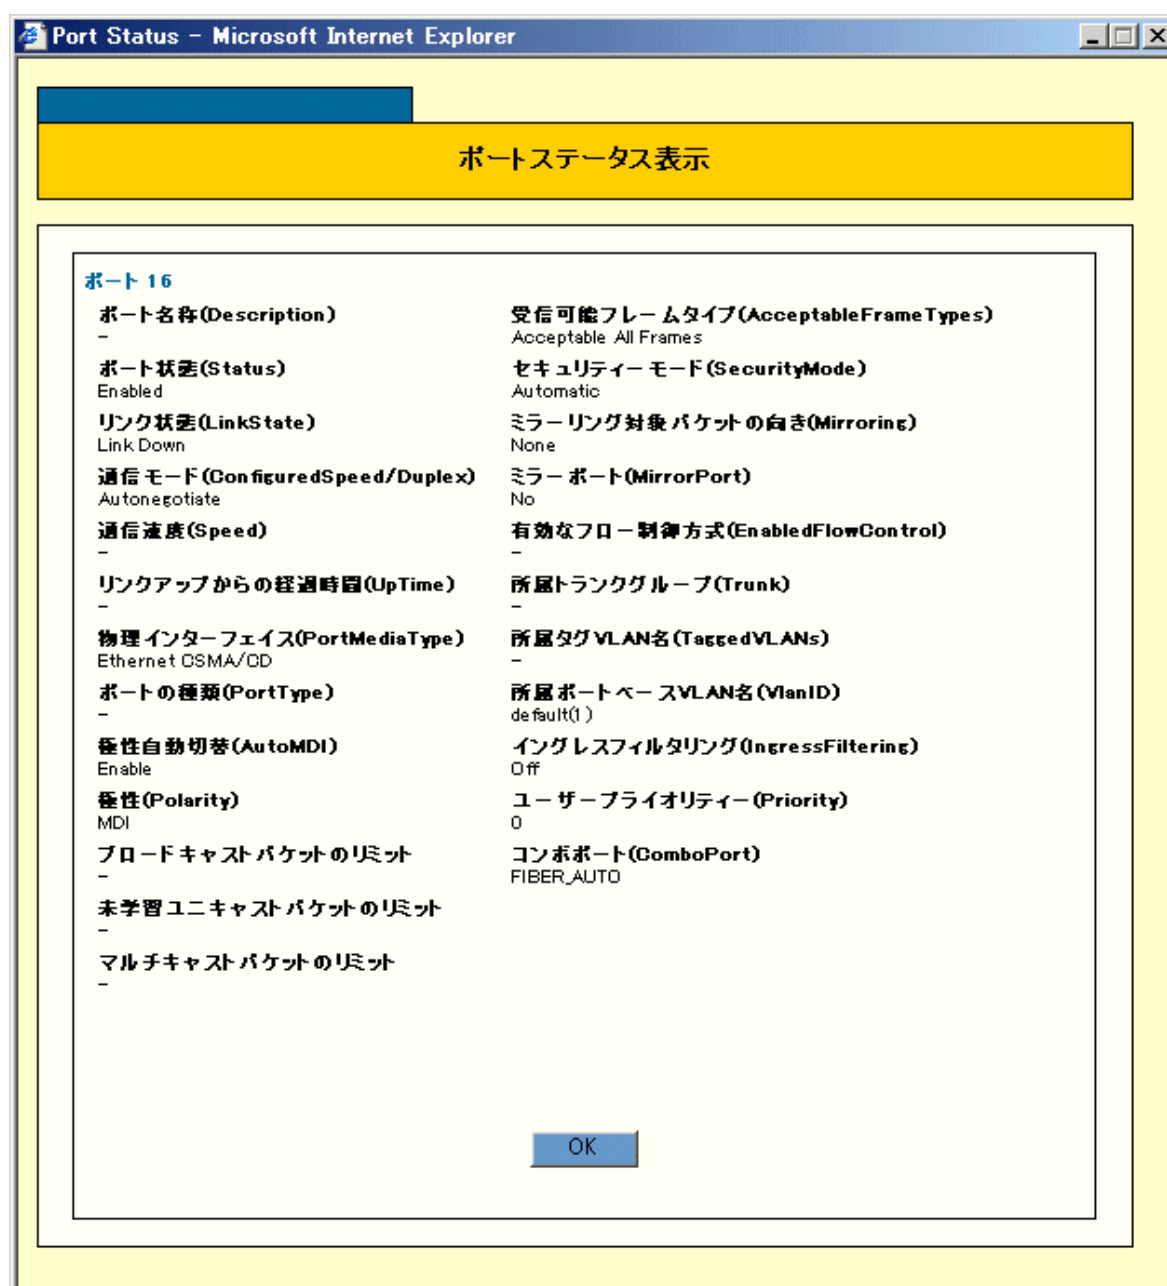 Port Status - Microsoft Internet Explorer
ポートステータス表示
ポート 16
ポート名称(Description)
-
ポート状態(Status)
Enabled
リンク状態(LinkState)
Link Down
通信モード(ConfiguredSpeed/Duplex)
Autonegotiate
通信速度(Speed)
-
リンクアップからの経過時間(UpTime)
-
物理インターフェイス(PortMediaType)
Ethernet CSMA/CD
ポートの種類(PortType)
-
極性自動切替(AutoMDI)
Enable
極性(Polarity)
MDI
ブロードキャストパケットのリミット
-
未学習ユニキャストパケットのリミット
-
マルチキャストパケットのリミット
-
受信可能フレームタイプ(AcceptableFrameTypes)
Acceptable All Frames
セキュリティーモード(SecurityMode)
Automatic
ミラーリング対象パケットの向き(Mirroring)
None
ミラーポート(MirrorPort)
No
有効なフロー制御方式(EnabledFlowControl)
-
所属トランクグループ(Trunk)
-
所属タグVLAN名(TaggedVLANs)
-
所属ポートベースVLAN名(VlanID)
default(1)
イングレスフィルタリング(IngressFiltering)
Off
ユーザープライオリティー(Priority)
0
コンボポート(ComboPort)
FIBER_AUTO
OK